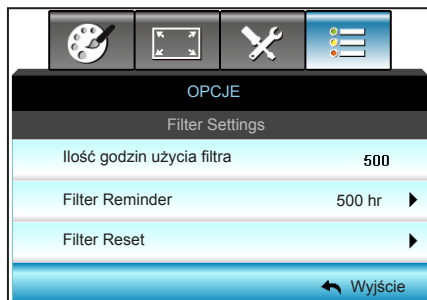 OPCJE
Filter Settings
Ilość godzin użycia filtra 500
Filter Reminder 500 hr
Filter Reset
Wyjście